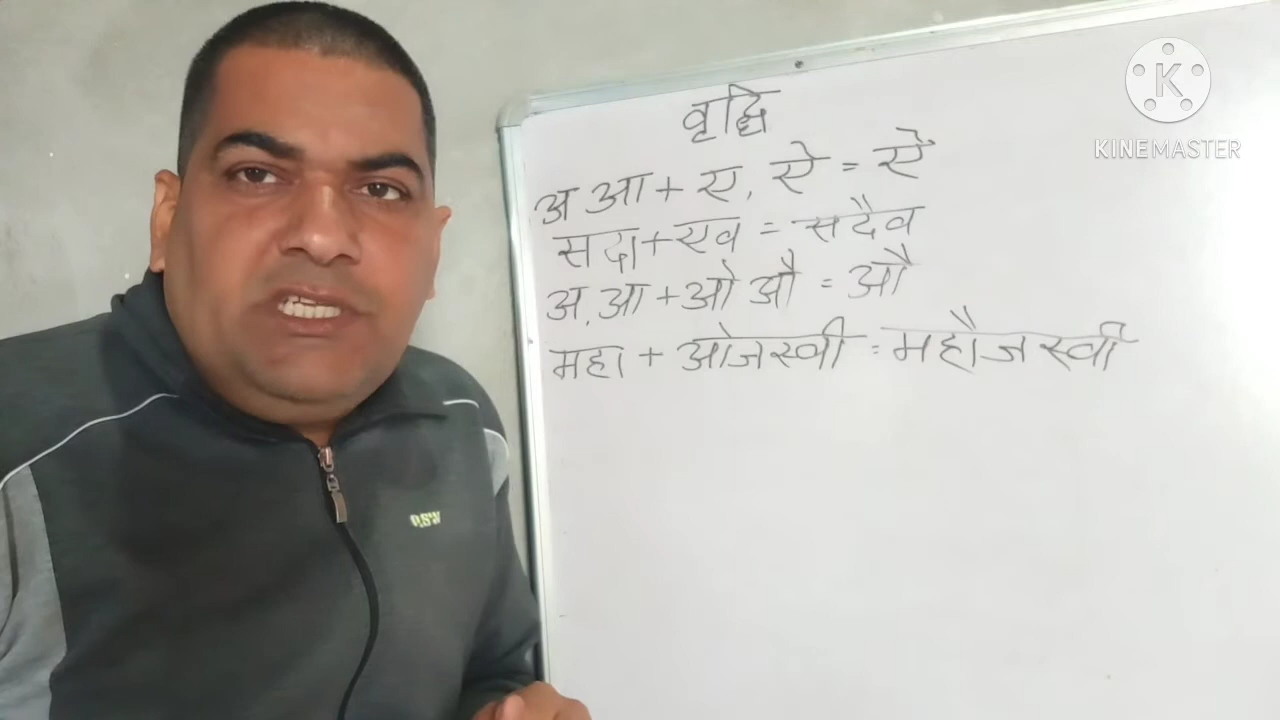 वृद्धि
अ आ + ए, ऐ = ऐ
सदा + एव = सदैव
अ, आ + ओ औ = औ
महा + ओजस्वी = महौजस्वी
KINEMASTER